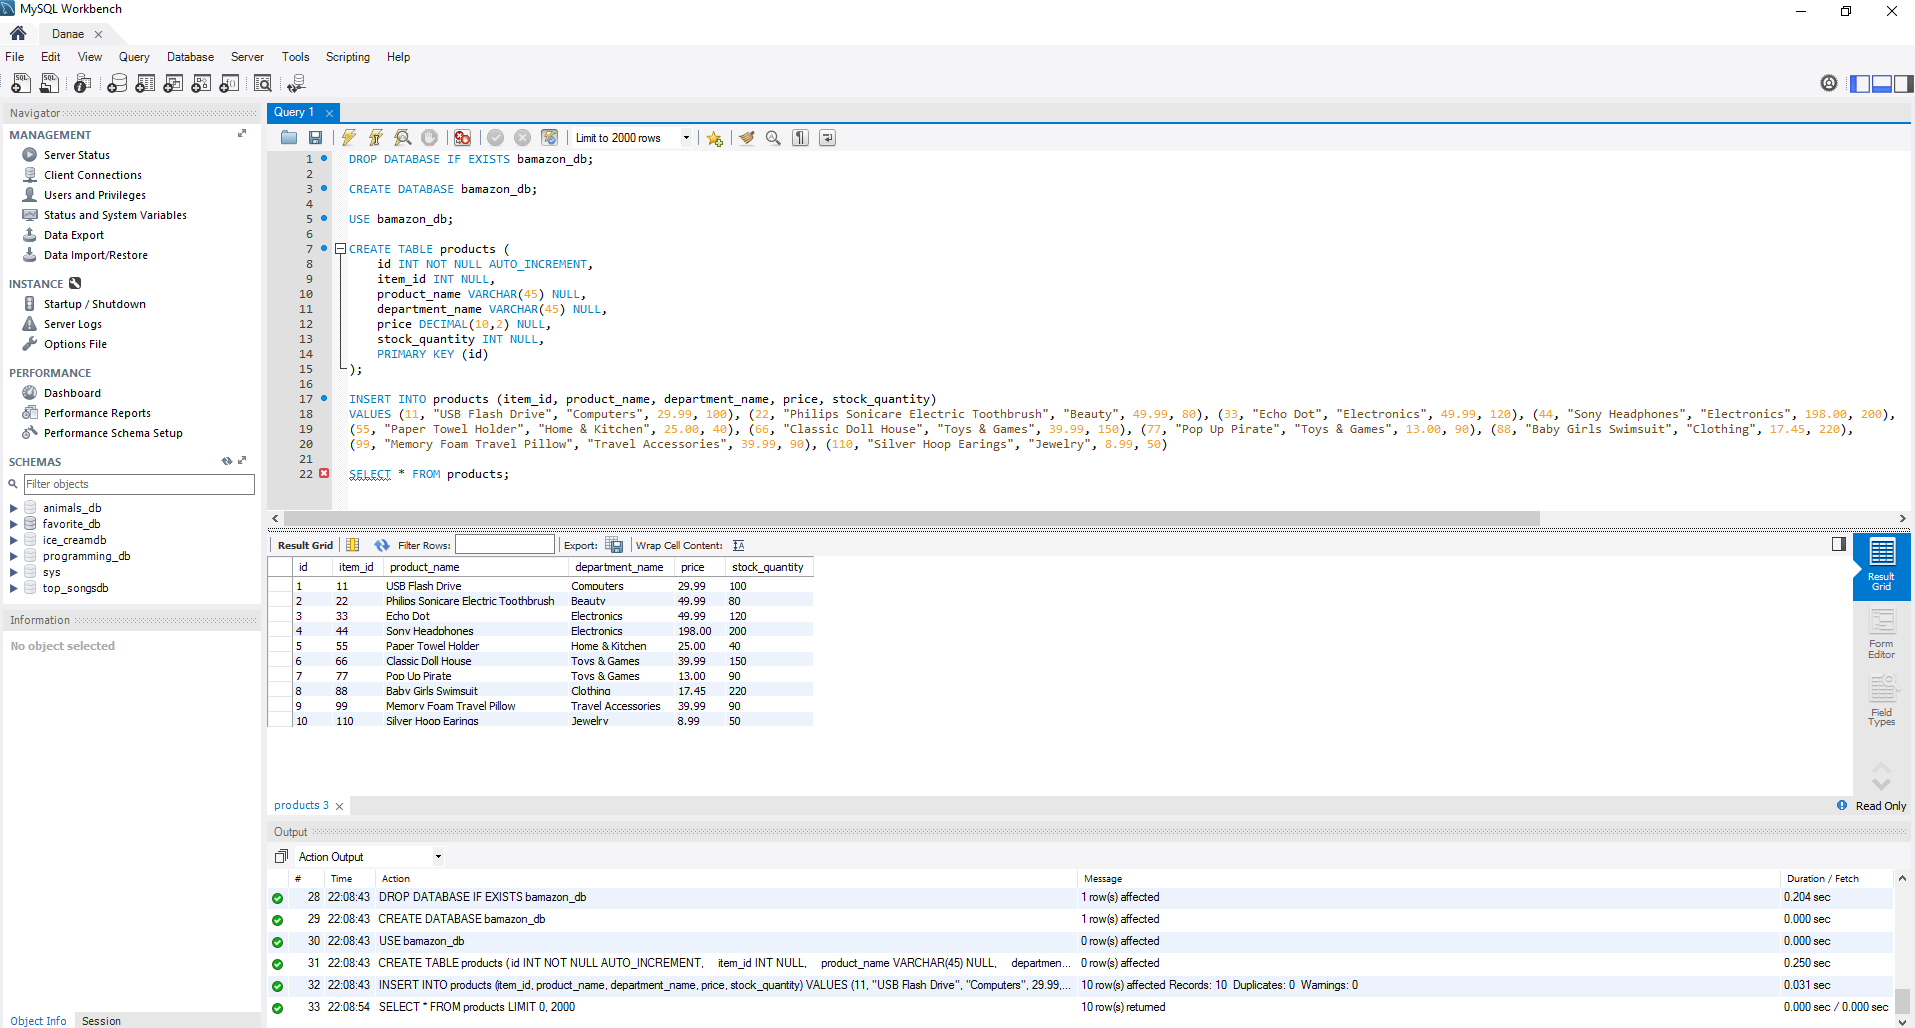 MySQL Workbench
Danae
File Edit View Query Database Server Tools Scripting Help
Navigator
MANAGEMENT
Server Status
Client Connections
Users and Privileges
Status and System Variables
Data Export
Data Import/Restore
INSTANCE
Startup / Shutdown
Server Logs
Options File
PERFORMANCE
Dashboard
Performance Reports
Performance Schema Setup
SCHEMAS
Filter objects
animals_db
favorite_db
ice_creamdb
programming_db
sys
top_songsdb
Information
No object selected
Object Info Session
Query 1
Limit to 2000 rows
1 DROP DATABASE IF EXISTS bamazon_db;
2
3 CREATE DATABASE bamazon_db;
4
5 USE bamazon_db;
6
7 CREATE TABLE products (
8 id INT NOT NULL AUTO_INCREMENT,
9 item_id INT NULL,
10 product_name VARCHAR(45) NULL,
11 department_name VARCHAR(45) NULL,
12 price DECIMAL(10,2) NULL,
13 stock_quantity INT NULL,
14 PRIMARY KEY (id)
15 );
16
17 INSERT INTO products (item_id, product_name, department_name, price, stock_quantity)
18 VALUES (11, "USB Flash Drive", "Computers", 29.99, 100), (22, "Philips Sonicare Electric Toothbrush", "Beauty", 49.99, 80), (33, "Echo Dot", "Electronics", 49.99, 120), (44, "Sony Headphones", "Electronics", 198.00, 200),
19 (55, "Paper Towel Holder", "Home & Kitchen", 25.00, 40), (66, "Classic Doll House", "Toys & Games", 39.99, 150), (77, "Pop Up Pirate", "Toys & Games", 13.00, 90), (88, "Baby Girls Swimsuit", "Clothing", 17.45, 220),
20 (99, "Memory Foam Travel Pillow", "Travel Accessories", 39.99, 90), (110, "Silver Hoop Earings", "Jewelry", 8.99, 50)
21
22 SELECT * FROM products;
Result Grid Filter Rows: Export: Wrap Cell Content:
id item_id product_name department_name price stock_quantity
1 11 USB Flash Drive Computers 29.99 100
2 22 Philips Sonicare Electric Toothbrush Beauty 49.99 80
3 33 Echo Dot Electronics 49.99 120
4 44 Sony Headphones Electronics 198.00 200
5 55 Paper Towel Holder Home & Kitchen 25.00 40
6 66 Classic Doll House Toys & Games 39.99 150
7 77 Pop Up Pirate Toys & Games 13.00 90
8 88 Baby Girls Swimsuit Clothing 17.45 220
9 99 Memory Foam Travel Pillow Travel Accessories 39.99 90
10 110 Silver Hoop Earings Jewelry 8.99 50
Result
Grid
Form
Editor
Field
Types
products 3
Read Only
Output
Action Output
# Time Action Message Duration / Fetch
28 22:08:43 DROP DATABASE IF EXISTS bamazon_db 1 row(s) affected 0.204 sec
29 22:08:43 CREATE DATABASE bamazon_db 1 row(s) affected 0.000 sec
30 22:08:43 USE bamazon_db 0 row(s) affected 0.000 sec
31 22:08:43 CREATE TABLE products ( id INT NOT NULL AUTO_INCREMENT, item_id INT NULL, product_name VARCHAR(45) NULL, departmen... 0 row(s) affected 0.250 sec
32 22:08:43 INSERT INTO products (item_id, product_name, department_name, price, stock_quantity) VALUES (11, "USB Flash Drive", "Computers", 29.99,... 10 row(s) affected Records: 10 Duplicates: 0 Warnings: 0 0.031 sec
33 22:08:54 SELECT * FROM products LIMIT 0, 2000 10 row(s) returned 0.000 sec / 0.000 sec